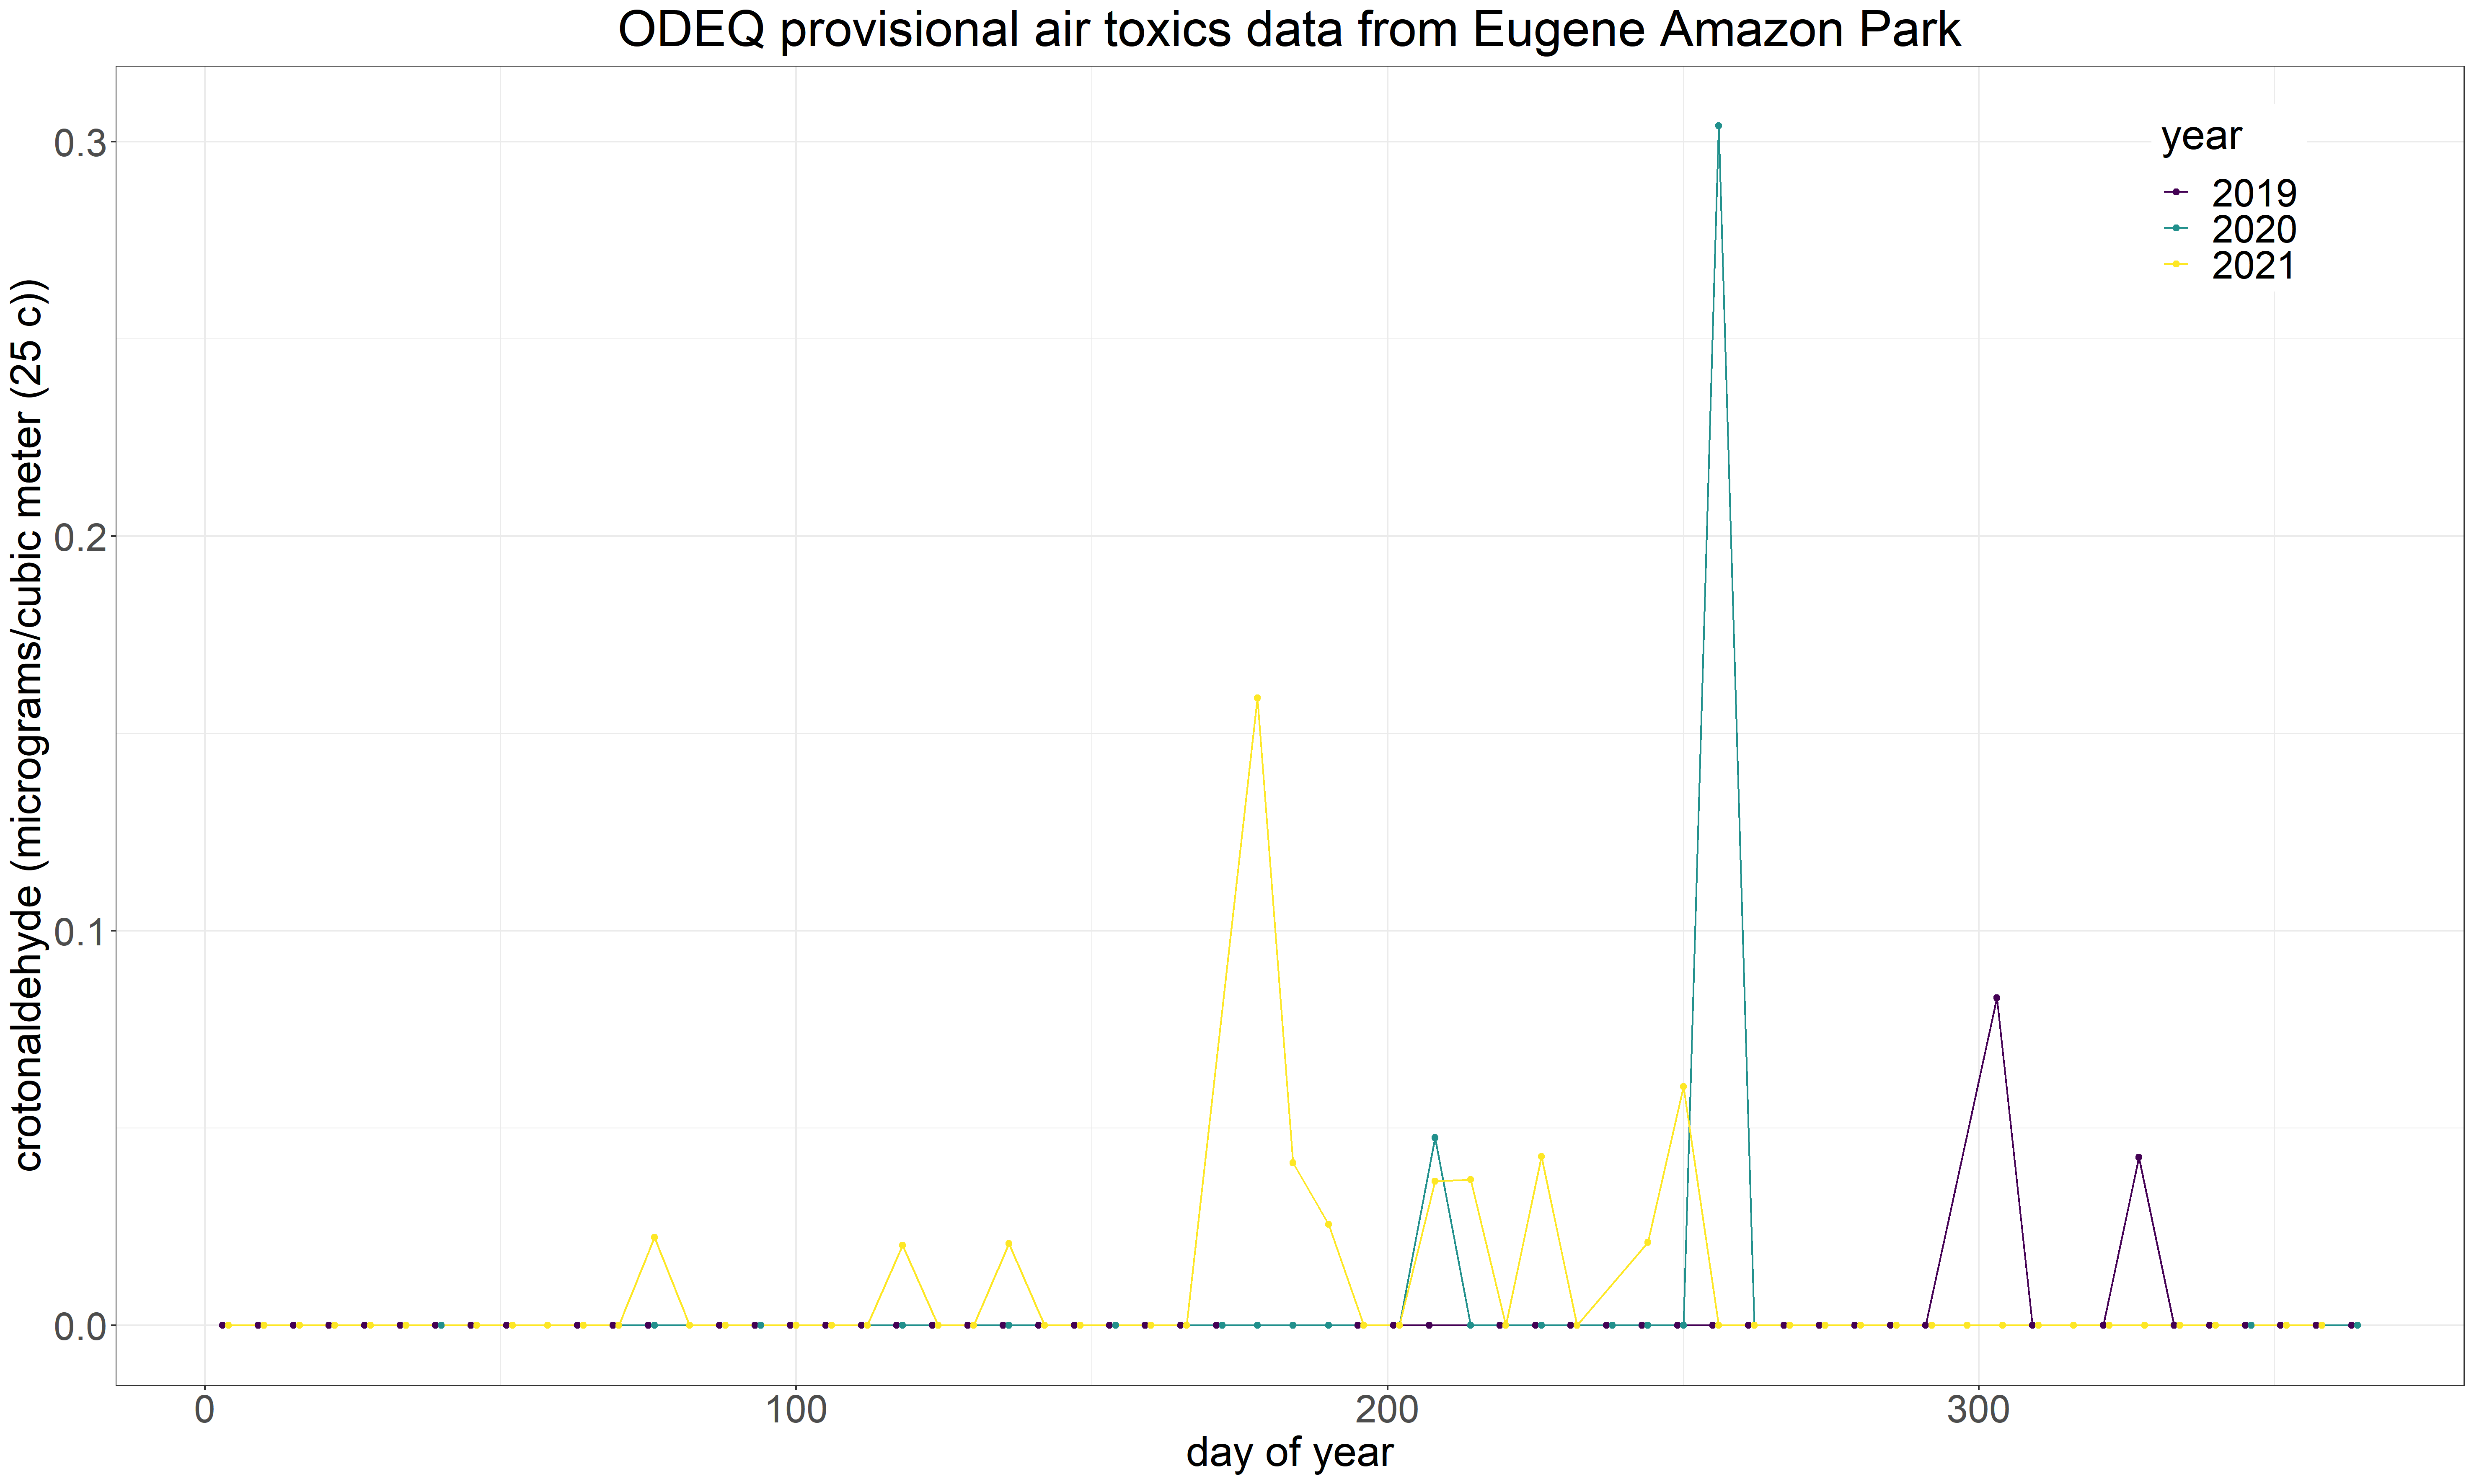 ODEQ provisional air toxics data from Eugene Amazon Park
crotonaldehyde (micrograms/cubic meter (25 c))
0.3
0.2
0.1
0.0
year
2019
2020
2021
0 100 200 300
day of year